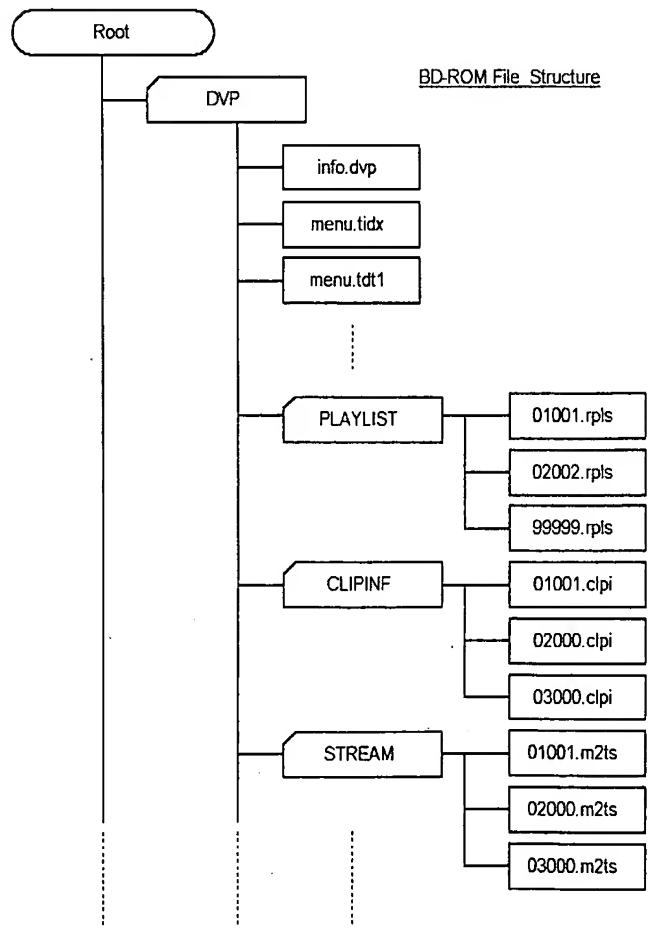 Root
BD-ROM File Structure
DVP
info.dvp
menu.tidx
menu.tdt1
PLAYLIST
01001.rpls
02002.rpls
99999.rpls
CLIPINF
01001.clpi
02000.clpi
03000.clpi
STREAM
01001.m2ts
02000.m2ts
03000.m2ts